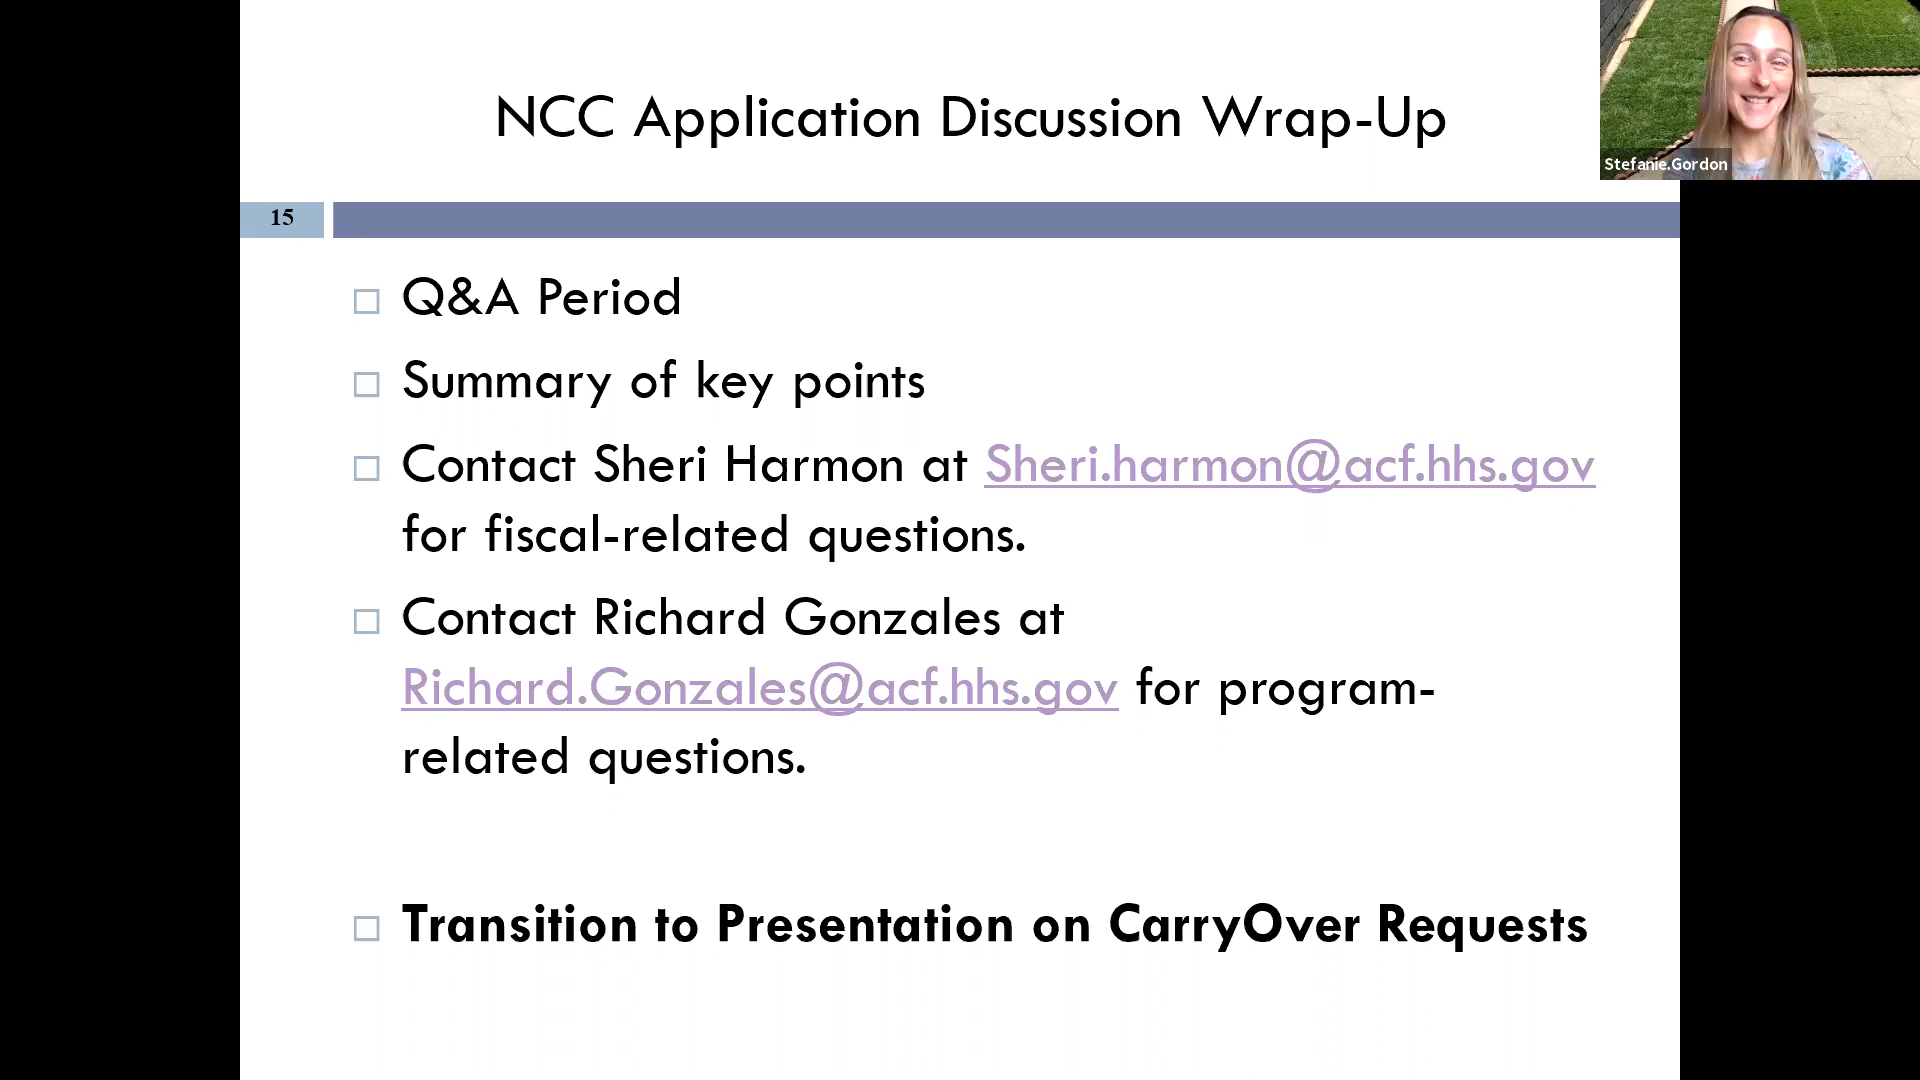 NCC Application Discussion Wrap-Up
Stefanie.Gordon
15
Q&A Period
Summary of key points
Contact Sheri Harmon at Sheri.harmon@acf.hhs.gov
for fiscal-related questions.
Contact Richard Gonzales at
Richard.Gonzales@acf.hhs.gov for program-
related questions.
Transition to Presentation on CarryOver Requests